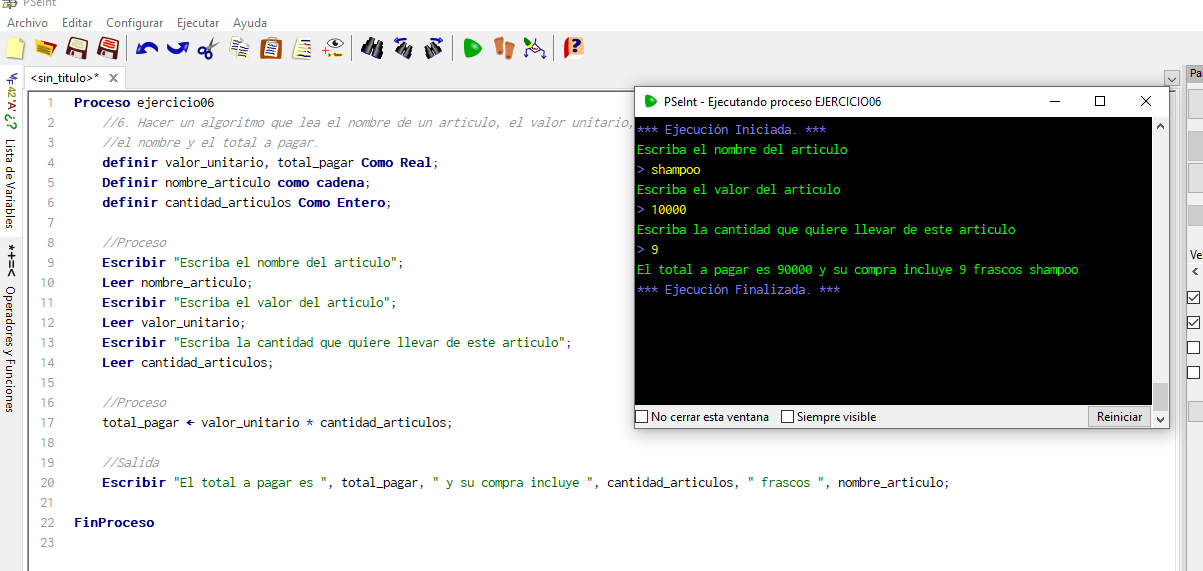 PSeInt
Archivo Editar Configurar Ejecutar Ayuda
<sin_titulo>* X
42 'A' ¿? Lista de Variables
*+=< Operadores y Funciones
1 Proceso ejercicio06
2 //6. Hacer un algoritmo que lea el nombre de un articulo, el valor unitario,
3 //el nombre y el total a pagar.
4 definir valor_unitario, total_pagar Como Real;
5 Definir nombre_articulo como cadena;
6 definir cantidad_articulos Como Entero;
7
8 //Proceso
9 Escribir "Escriba el nombre del articulo";
10 Leer nombre_articulo;
11 Escribir "Escriba el valor del articulo";
12 Leer valor_unitario;
13 Escribir "Escriba la cantidad que quiere llevar de este articulo";
14 Leer cantidad_articulos;
15
16 //Proceso
17 total_pagar ← valor_unitario * cantidad_articulos;
18
19 //Salida
20 Escribir "El total a pagar es ", total_pagar, " y su compra incluye ", cantidad_articulos, " frascos ", nombre_articulo;
21
22 FinProceso
23
PSeInt - Ejecutando proceso EJERCICIO06
*** Ejecución Iniciada. ***
Escriba el nombre del articulo
> shampoo
Escriba el valor del articulo
> 10000
Escriba la cantidad que quiere llevar de este articulo
> 9
El total a pagar es 90000 y su compra incluye 9 frascos shampoo
*** Ejecución Finalizada. ***
No cerrar esta ventana Siempre visible Reiniciar
Pa
Ve